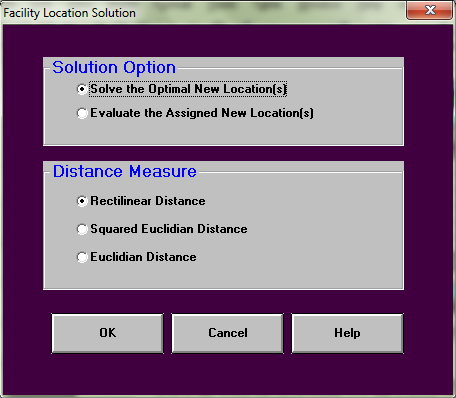 Facility Location Solution
Solution Option
Solve the Optimal New Location(s)
Evaluate the Assigned New Location(s)
Distance Measure
Rectilinear Distance
Squared Euclidian Distance
Euclidian Distance
OK
Cancel
Help